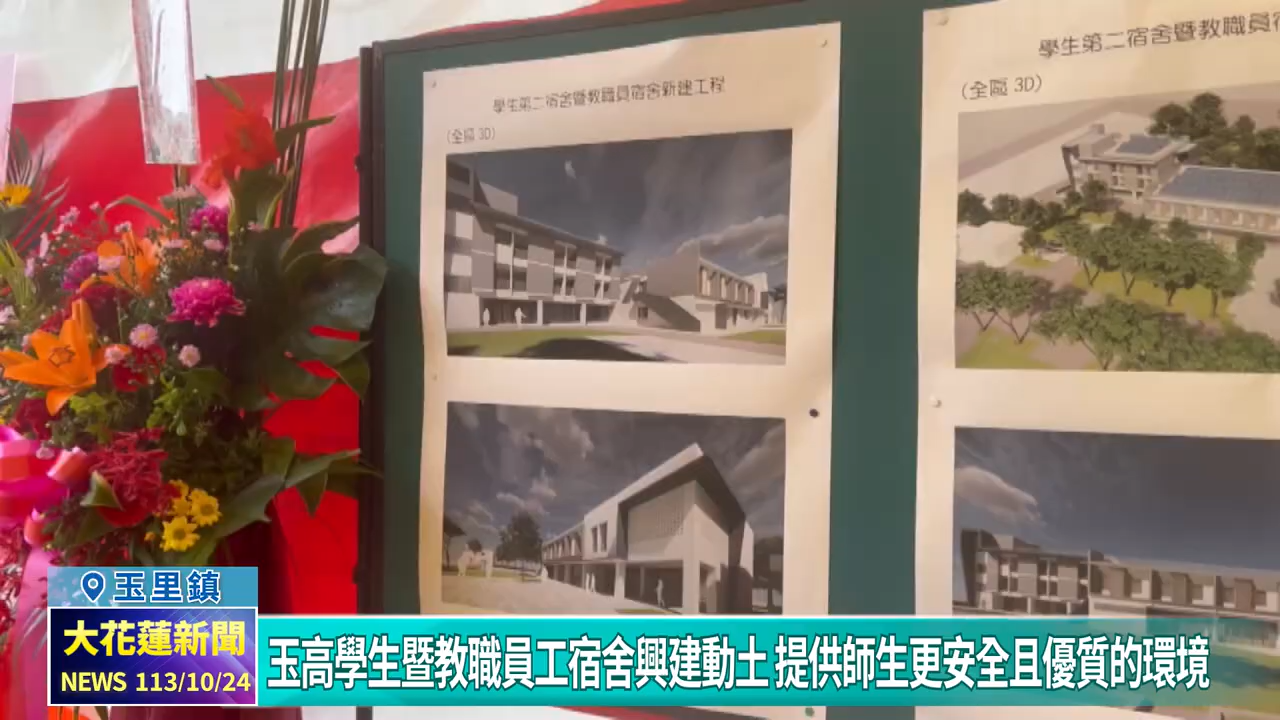 學生第二宿舍暨教職員宿舍新建工程
(全區 3D)
學生第二宿舍暨教職員宿
(全區 3D)
玉里鎮
大花蓮新聞
NEWS 113/10/24
玉高學生暨教職員工宿舍興建動土 提供師生更安全且優質的環境